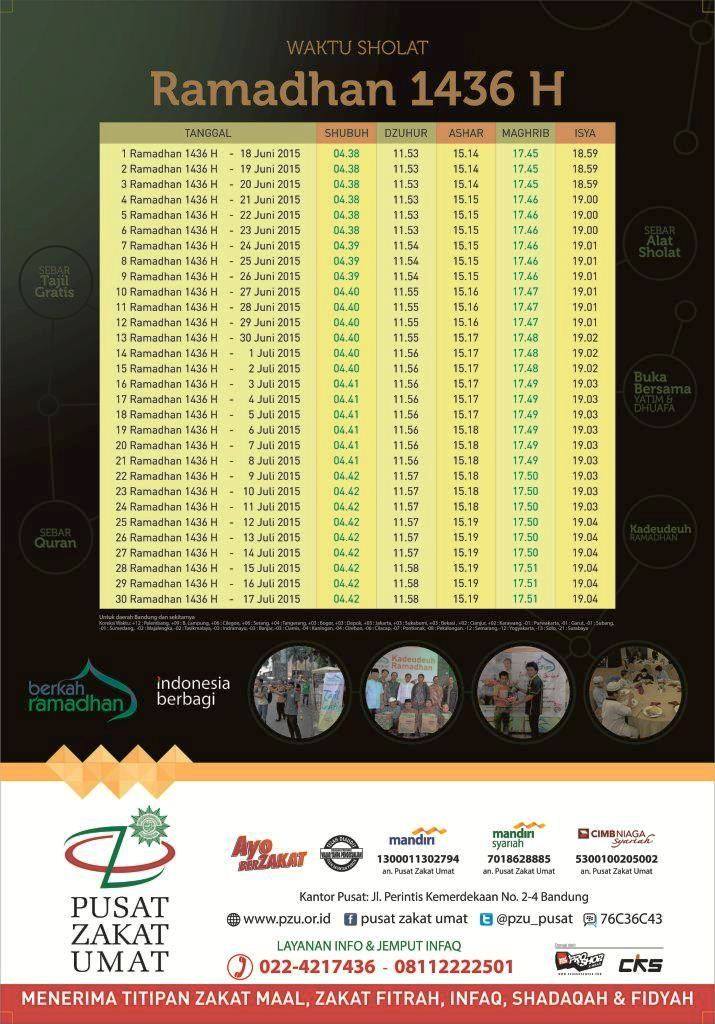 WAKTU SHOLAT
Ramadhan 1436 H
TANGGAL SHUBUH DZUHUR ASHAR MAGHRIB ISYA
1 Ramadhan 1436 H - 18 Juni 2015 04.38 11.53 15.14 17.45 18.59
2 Ramadhan 1436 H - 19 Juni 2015 04.38 11.53 15.14 17.45 18.59
3 Ramadhan 1436 H - 20 Juni 2015 04.38 11.53 15.14 17.45 18.59
4 Ramadhan 1436 H - 21 Juni 2015 04.38 11.53 15.15 17.46 19.00
5 Ramadhan 1436 H - 22 Juni 2015 04.38 11.53 15.15 17.46 19.00
6 Ramadhan 1436 H - 23 Juni 2015 04.38 11.53 15.15 17.46 19.00
7 Ramadhan 1436 H - 24 Juni 2015 04.39 11.54 15.15 17.46 19.01
8 Ramadhan 1436 H - 25 Juni 2015 04.39 11.54 15.15 17.46 19.01
9 Ramadhan 1436 H - 26 Juni 2015 04.39 11.54 15.15 17.46 19.01
10 Ramadhan 1436 H - 27 Juni 2015 04.40 11.55 15.16 17.47 19.01
11 Ramadhan 1436 H - 28 Juni 2015 04.40 11.55 15.16 17.47 19.01
12 Ramadhan 1436 H - 29 Juni 2015 04.40 11.55 15.16 17.47 19.01
13 Ramadhan 1436 H - 30 Juni 2015 04.40 11.55 15.17 17.48 19.02
14 Ramadhan 1436 H - 1 Juli 2015 04.40 11.56 15.17 17.48 19.02
15 Ramadhan 1436 H - 2 Juli 2015 04.40 11.56 15.17 17.48 19.02
16 Ramadhan 1436 H - 3 Juli 2015 04.41 11.56 15.17 17.49 19.03
17 Ramadhan 1436 H - 4 Juli 2015 04.41 11.56 15.17 17.49 19.03
18 Ramadhan 1436 H - 5 Juli 2015 04.41 11.56 15.17 17.49 19.03
19 Ramadhan 1436 H - 6 Juli 2015 04.41 11.56 15.18 17.49 19.03
20 Ramadhan 1436 H - 7 Juli 2015 04.41 11.56 15.18 17.49 19.03
21 Ramadhan 1436 H - 8 Juli 2015 04.41 11.56 15.18 17.49 19.03
22 Ramadhan 1436 H - 9 Juli 2015 04.42 11.57 15.18 17.50 19.03
23 Ramadhan 1436 H - 10 Juli 2015 04.42 11.57 15.18 17.50 19.03
24 Ramadhan 1436 H - 11 Juli 2015 04.42 11.57 15.18 17.50 19.03
25 Ramadhan 1436 H - 12 Juli 2015 04.42 11.57 15.19 17.50 19.04
26 Ramadhan 1436 H - 13 Juli 2015 04.42 11.57 15.19 17.50 19.04
27 Ramadhan 1436 H - 14 Juli 2015 04.42 11.57 15.19 17.50 19.04
28 Ramadhan 1436 H - 15 Juli 2015 04.42 11.58 15.19 17.51 19.04
29 Ramadhan 1436 H - 16 Juli 2015 04.42 11.58 15.19 17.51 19.04
30 Ramadhan 1436 H - 17 Juli 2015 04.42 11.58 15.19 17.51 19.04
Untuk daerah Bandung dan sekitarnya
SEBAR
Tajil
Gratis
SEBAR
Quran
SEBAR
Alat
Sholat
Buka
Bersama
YATIM &
DHUAFA
Kadeudeuh
RAMADHAN
berkah
ramadhan
indonesia
berbagi
Kadeudeuh
Ramadhan
PUSAT
ZAKAT
UMAT
Ayo
BERZAKAT
mandiri
1300011302794
an. Pusat Zakat Umat
mandiri
syariah
7018628885
an. Pusat Zakat Umat
CIMB NIAGA
Syariah
5300100205002
an. Pusat Zakat Umat
Kantor Pusat: Jl. Perintis Kemerdekaan No. 2-4 Bandung
www.pzu.or.id pusat zakat umat @pzu_pusat 76C36C43
LAYANAN INFO & JEMPUT INFAQ
022-4217436 - 08112222501
CKS
MENERIMA TITIPAN ZAKAT MAAL, ZAKAT FITRAH, INFAQ, SHADAQAH & FIDYAH